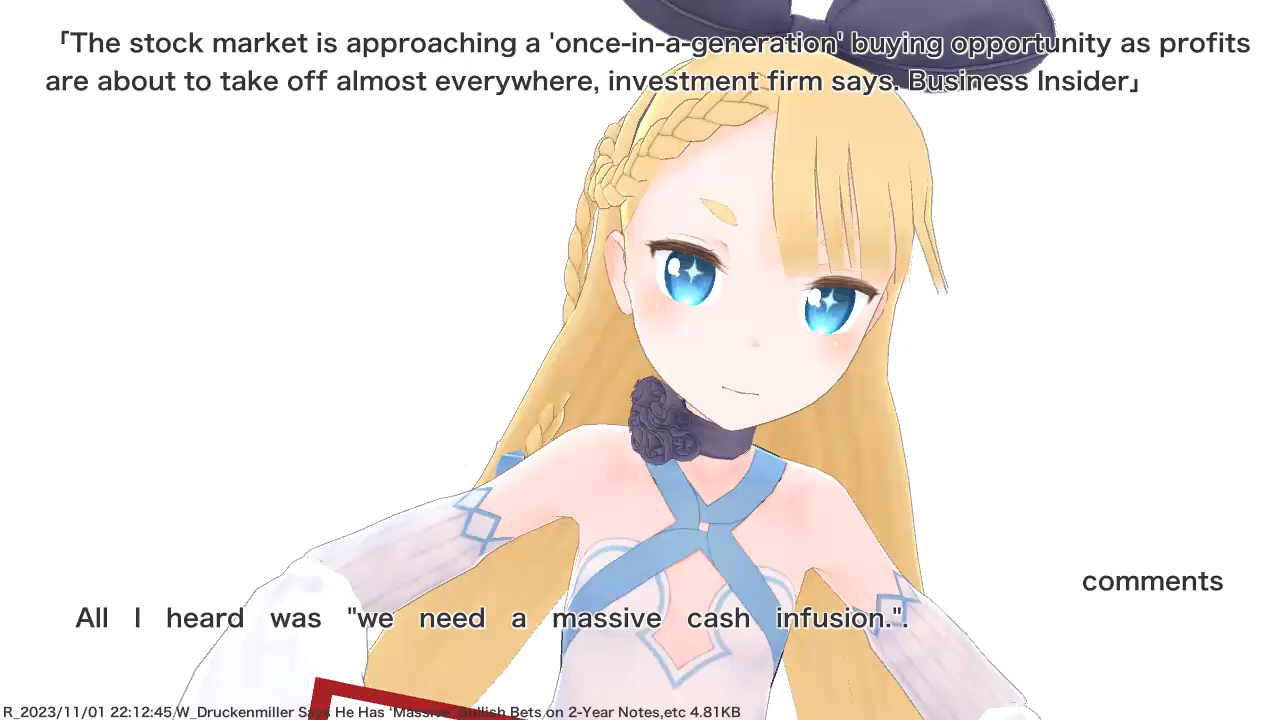 「The stock market is approaching a 'once-in-a-generation' buying opportunity as profits
are about to take off almost everywhere, investment firm says. Business Insider」
comments
All I heard was "we need a massive cash infusion.".
R_2023/11/01 22:12:45 W_Druckenmiller Says He Has 'Massive' Bullish Bets on 2-Year Notes,etc 4.81KB